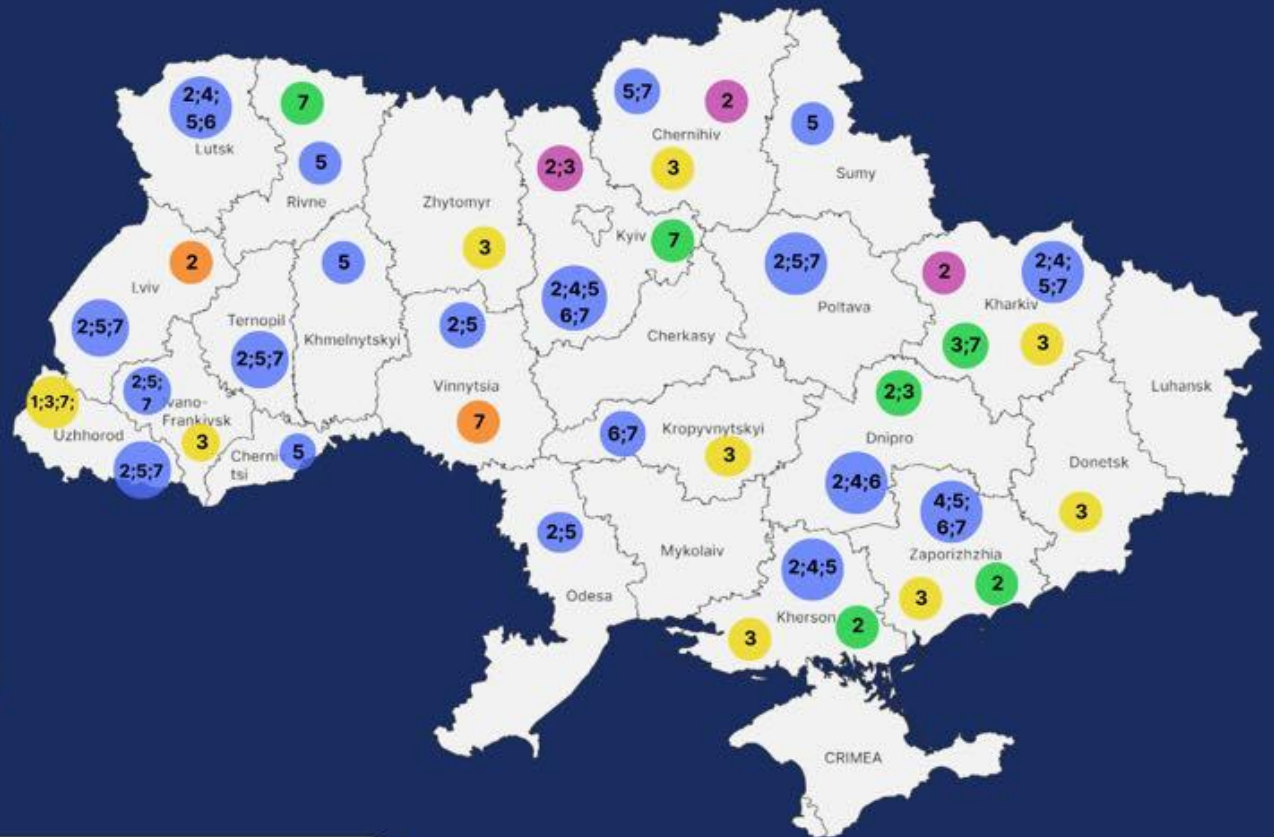 5;7
2
2;4;
5;6
7
5
Chernihiv
Sumy
Lutsk
5
2;3
3
Rivne
Zhytomyr
Kyiv
7
3
Lviv
2
5
2;5;7
Poltava
2
2;4;
5;7
Kharkiv
2;4;5
6;7
2;5;7
Ternopil
Khmelnytskyi
2;5
Cherkasy
3;7
3
2;5;7
Vinnytsia
Luhansk
2;5;
7
Ivano-
Frankivsk
1;3;7;
Uzhhorod
3
2;3
7
6;7
Kropyvnytskyi
3
Dnipro
Cherni
tsi
5
2;5;7
Donetsk
2;4;6
4;5;
6;7
3
2;5
Mykolaiv
Zaporizhzhia
2;4;5
Odesa
3
2
Kherson
2
3
CRIMEA